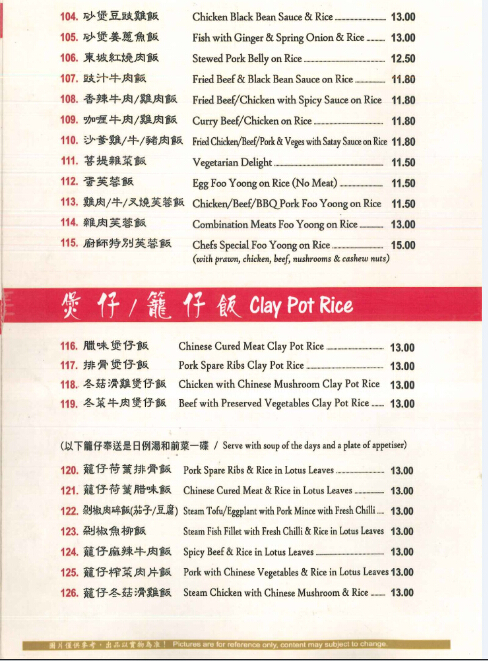 104. 砂煲豆豉雞飯 Chicken Black Bean Sauce & Rice 13.00
105. 砂煲姜蔥魚飯 Fish with Ginger & Spring Onion & Rice 13.00
106. 東坡紅燒肉飯 Stewed Pork Belly on Rice 12.50
107. 豉汁牛肉飯 Fried Beef & Black Bean Sauce on Rice 11.80
108. 香辣牛肉/雞肉飯 Fried Beef/Chicken with Spicy Sauce on Rice 11.80
109. 咖喱牛肉/雞肉飯 Curry Beef/Chicken on Rice 11.80
110. 沙爹雞/牛/豬肉飯 Fried Chicken/Beef/Pork & Veges with Satay Sauce on Rice 11.80
111. 菩提雜菜飯 Vegetarian Delight 11.50
112. 蛋芙蓉飯 Egg Foo Yoong on Rice (No Meat) 11.50
113. 雞肉/牛/叉燒芙蓉飯 Chicken/Beef/BBQ Pork Foo Yoong on Rice 11.50
114. 雜肉芙蓉飯 Combination Meats Foo Yoong on Rice 13.00
115. 廚師特別芙蓉飯 Chefs Special Foo Yoong on Rice 15.00
(with prawn, chicken, beef, nushrooms & cashew nuts)
煲仔/籠仔飯 Clay Pot Rice
116. 腊味煲仔飯 Chinese Cured Meat Clay Pot Rice 13.00
117. 排骨煲仔飯 Pork Spare Ribs Clay Pot Rice 13.00
118. 冬菇滑雞煲仔飯 Chicken with Chinese Mushroom Clay Pot Rice 13.00
119. 冬菜牛肉煲仔飯 Beef with Preserved Vegetables Clay Pot Rice 13.00
(以下籠仔奉送是日例湯和前菜一碟 / Serve with soup of the days and a plate of appetiser)
120. 籠仔荷葉排骨飯 Pork Spare Ribs & Rice in Lotus Leaves 13.00
121. 籠仔荷葉腊味飯 Chinese Cured Meat & Rice in Lotus Leaves 13.00
122. 剁椒肉碎飯(茄子/豆腐) Steam Tofu/Eggplant with Pork Mince with Fresh Chilli 13.00
123. 剁椒魚柳飯 Steam Fish Fillet with Fresh Chilli & Rice in Lotus Leaves 13.00
124. 籠仔麻辣牛肉飯 Spicy Beef & Rice in Lotus Leaves 13.00
125. 籠仔榨菜肉片飯 Pork with Chinese Vegetables & Rice in Lotus Leaves 13.00
126. 籠仔冬菇滑雞飯 Steam Chicken with Chinese Mushroom & Rice 13.00
圖片僅供參考，出品以實物為准！ Pictures are for reference only, content may subject to change.